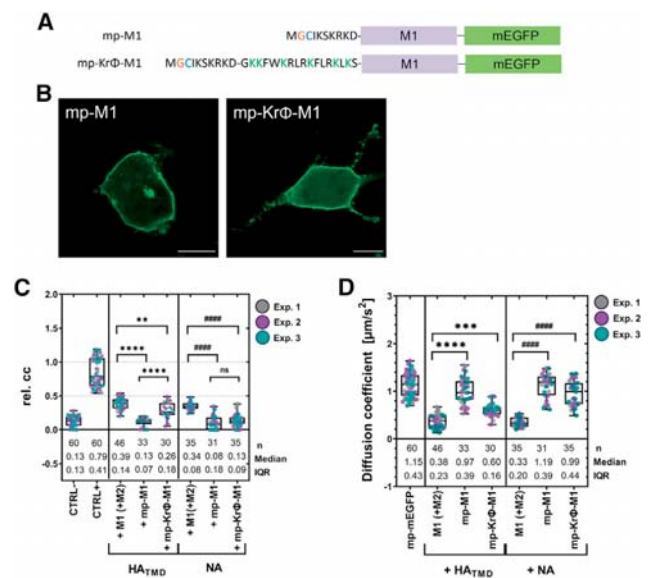 A
mp-M1 MGCIKSKRKD- M1 mEGFP
mp-KrΦ-M1 MGCIKSKRKD-GKKFWKRLRKFLRKLKS- M1 mEGFP
B
mp-M1 mp-KrΦ-M1
C
rel. cc
2.0
1.5
1.0
0.5
0.0
-0.5
** ####
**** ####
**** ns
Exp. 1
Exp. 2
Exp. 3
60 60 46 33 30 35 31 35 n
0.13 0.79 0.39 0.13 0.26 0.34 0.08 0.13 Median
0.13 0.41 0.14 0.07 0.18 0.08 0.18 0.09 IQR
CTRL-
CTRL+
+ M1 (+M2)
+ mp-M1
+ mp-KrΦ-M1
+ M1 (+M2)
+ mp-M1
+ mp-KrΦ-M1
HATMD NA
D
Diffusion coefficient [µm/s²]
3
2
1
0
-1
*** ####
**** ####
Exp. 1
Exp. 2
Exp. 3
60 46 33 30 35 31 35 n
1.15 0.38 0.97 0.60 0.33 1.19 0.99 Median
0.43 0.23 0.39 0.16 0.20 0.39 0.44 IQR
mp-mEGFP
M1 (+M2)
mp-M1
mp-KrΦ-M1
M1 (+M2)
mp-M1
mp-KrΦ-M1
+ HATMD + NA